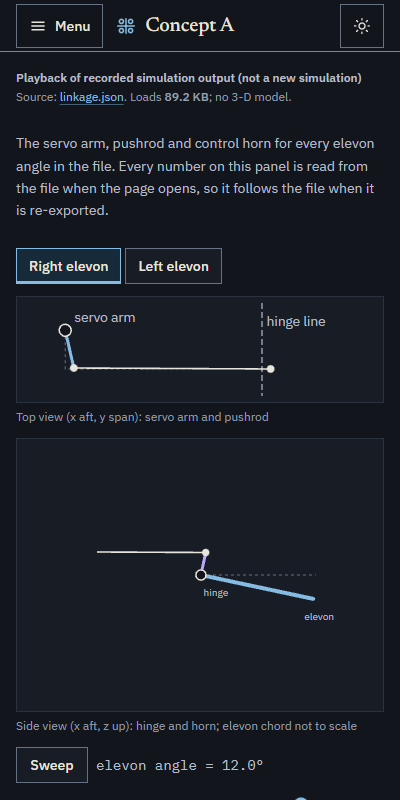 Menu
Concept A
Playback of recorded simulation output (not a new simulation)
Source: linkage.json. Loads 89.2 KB; no 3-D model.
The servo arm, pushrod and control horn for every elevon
angle in the file. Every number on this panel is read from
the file when the page opens, so it follows the file when it
is re-exported.
Right elevon
Left elevon
servo arm
hinge line
Top view (x aft, y span): servo arm and pushrod
hinge
elevon
Side view (x aft, z up): hinge and horn; elevon chord not to scale
Sweep
elevon angle = 12.0°